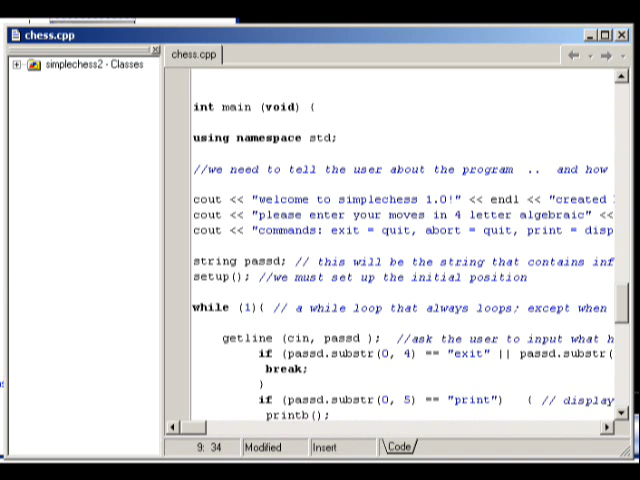 chess.cpp
simplechess2 - Classes
chess.cpp
int main (void) {
using namespace std;
//we need to tell the user about the program .. and how
cout << "welcome to simplechess 1.0!" << endl << "created
cout << "please enter your moves in 4 letter algebraic" <<
cout << "commands: exit = quit, abort = quit, print = disp
string passd; // this will be the string that contains inf
setup(); //we must set up the initial position
while (1){ // a while loop that always loops; except when
getline (cin, passd ); //ask the user to input what h
if (passd.substr(0, 4) == "exit" || passd.substr(
break;
}
if (passd.substr(0, 5) == "print") { // display
printb();
9: 34 Modified Insert Code